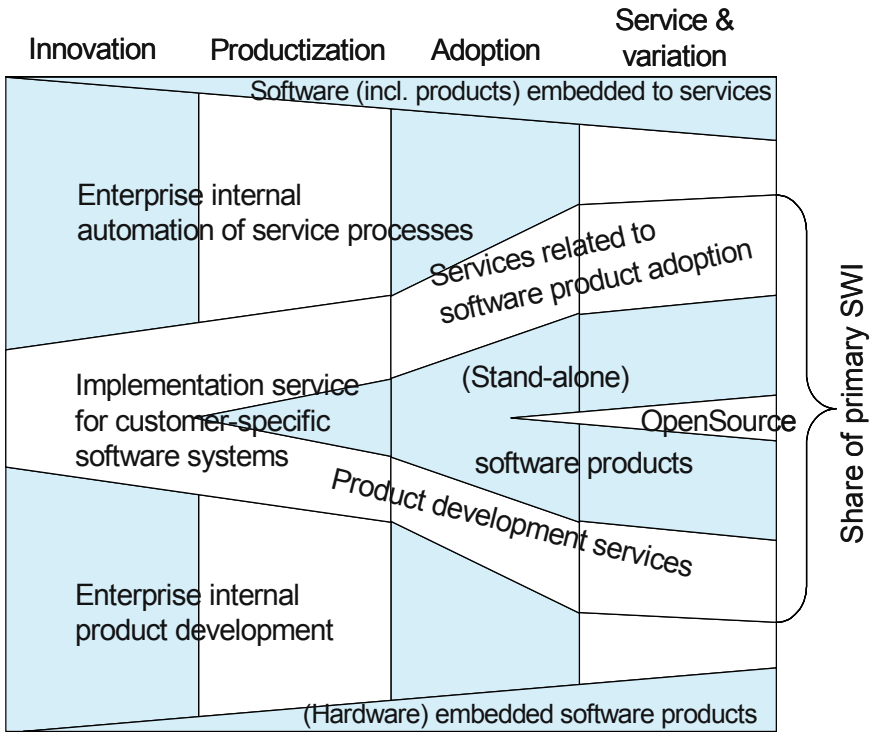 Innovation
Productization
Adoption
Service &
variation
Software (incl. products) embedded to services
Enterprise internal
automation of service processes
Services related to
software product adoption
Implementation service
for customer-specific
software systems
(Stand-alone)
OpenSource
software products
Product development services
Enterprise internal
product development
(Hardware) embedded software products
Share of primary SWI